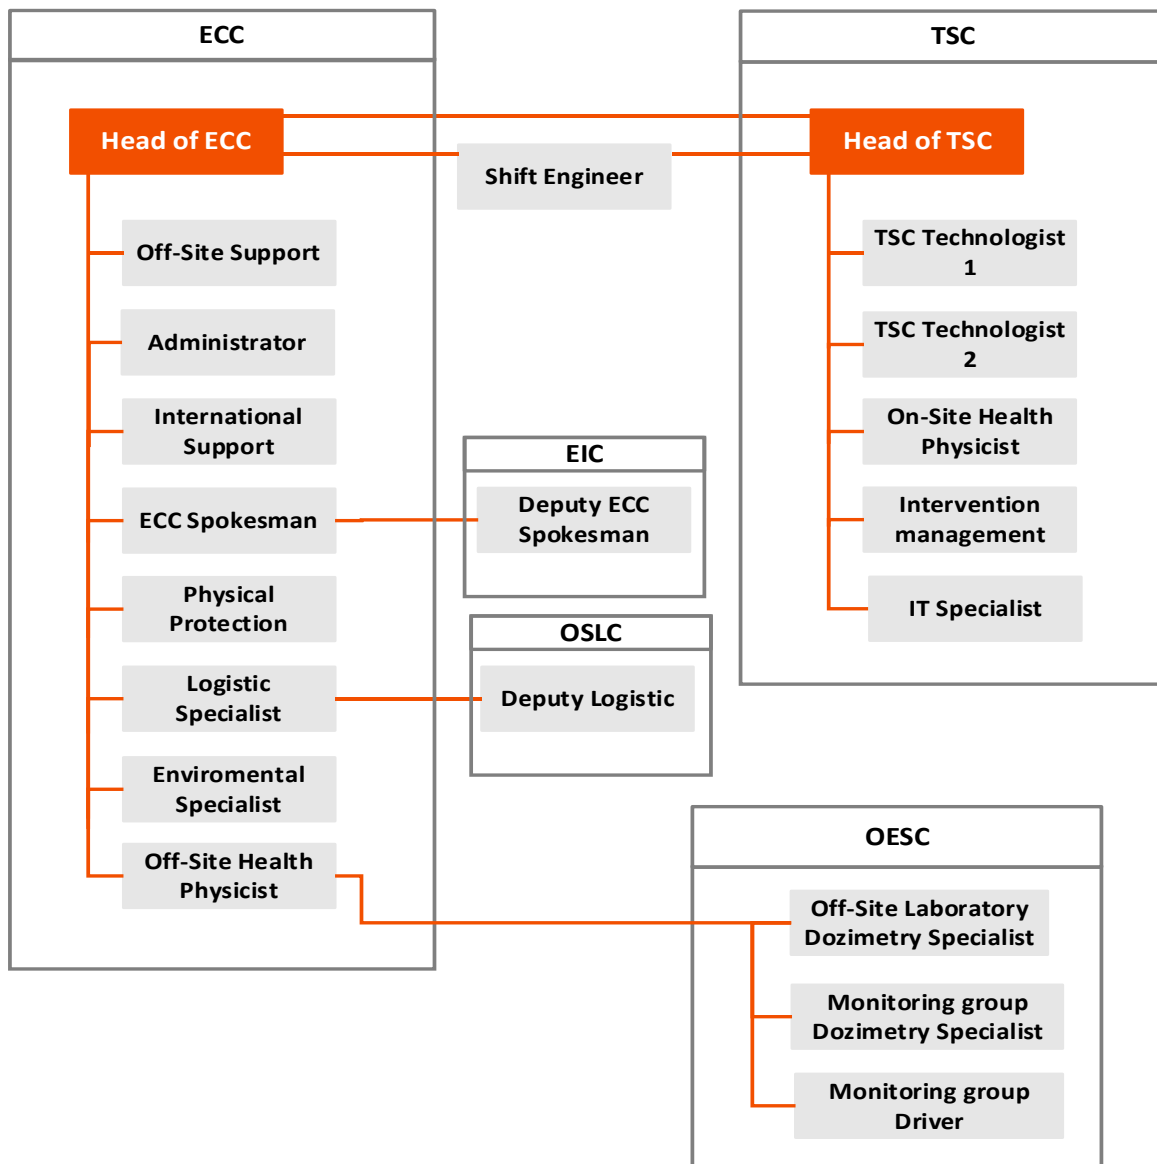 ECC
Head of ECC
Off-Site Support
Administrator
International
Support
ECC Spokesman
Physical
Protection
Logistic
Specialist
Enviromental
Specialist
Off-Site Health
Physicist
Shift Engineer
EIC
Deputy ECC
Spokesman
OSLC
Deputy Logistic
TSC
Head of TSC
TSC Technologist
1
TSC Technologist
2
On-Site Health
Physicist
Intervention
management
IT Specialist
OESC
Off-Site Laboratory
Dozimetry Specialist
Monitoring group
Dozimetry Specialist
Monitoring group
Driver